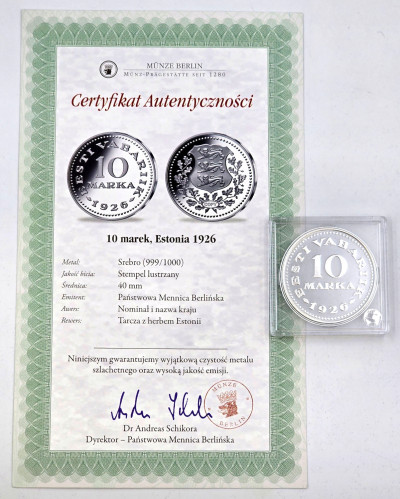 MÜNZE BERLIN
MÜNZ-PRÄGESTÄTTE SEIT 1280
Certyfikat Autentyczności
EESTI VABARIIK
10
MARKA
1926
10 marek, Estonia 1926
Metal: Srebro (999/1000)
Jakość bicia: Stempel lustrzany
Średnica: 40 mm
Emitent: Państwowa Mennica Berlińska
Awers: Nominał i nazwa kraju
Rewers: Tarcza z herbem Estonii
EESTI VABARIIK
10
MARKA
1926
Niniejszym gwarantujemy wyjątkową czystość metalu
szlachetnego oraz wysoką jakość emisji.
MÜNZE
BERLIN
Dr Andreas Schikora
Dyrektor – Państwowa Mennica Berlińska